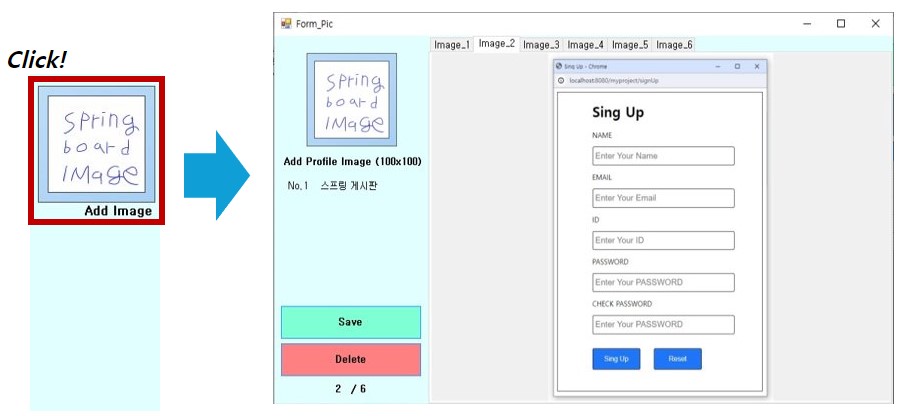 Click!
spring
board
IMage
Add Image
Form_Pic
spring
board
IMage
Add Profile Image (100x100)
No.1 스프링 게시판
Save
Delete
2 / 6
Image_1 Image_2 Image_3 Image_4 Image_5 Image_6
Sing Up - Chrome
localhost:8080/myproject/signUp
Sing Up
NAME
Enter Your Name
EMAIL
Enter Your Email
ID
Enter Your ID
PASSWORD
Enter Your PASSWORD
CHECK PASSWORD
Enter Your PASSWORD
Sing Up Reset